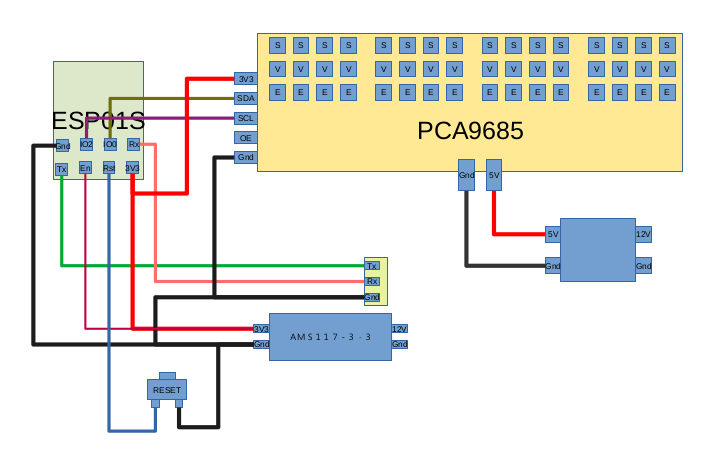 S S S S S S S S S S S S S S S S
V V V V V V V V V V V V V V V V
E E E E E E E E E E E E E E E E
3V3
SDA
SCL
OE
Gnd
PCA9685
Gnd 5V
ESP01S
Gnd IO2 IO0 Rx
Tx En Rst 3V3
5V 12V
Gnd Gnd
Tx
Rx
Gnd
3V3 12V
AMS117-3·3
Gnd Gnd
RESET